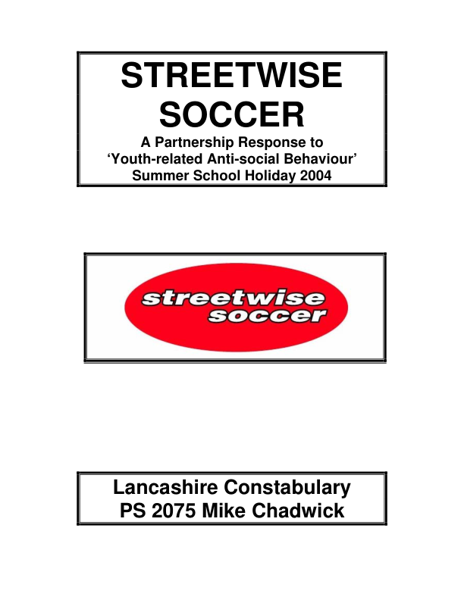 STREETWISE
SOCCER
A Partnership Response to
‘Youth-related Anti-social Behaviour’
Summer School Holiday 2004
streetwise
soccer
Lancashire Constabulary
PS 2075 Mike Chadwick